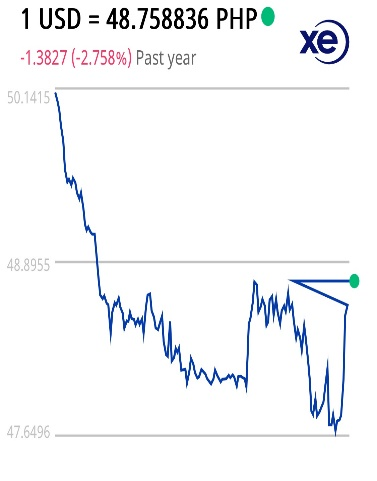 1 USD = 48.758836 PHP
xe
-1.3827 (-2.758%) Past year
50.1415
48.8955
47.6496